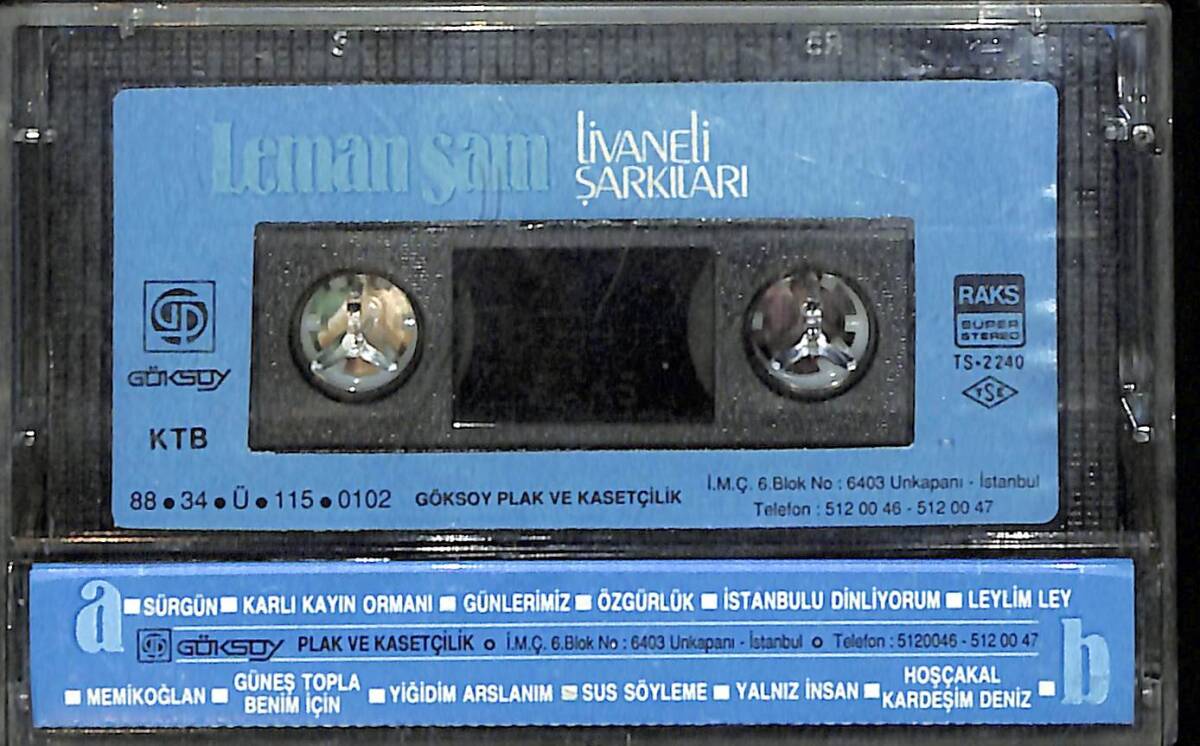 Leman Şam
LİVANELİ
ŞARKILARI
GÖKSOY
KTB
RAKS
SUPER
STEREO
TS•2240
TSE
88 • 34 • Ü • 115 • 0102
GÖKSOY PLAK VE KASETÇİLİK
İ.M.Ç. 6.Blok No : 6403 Unkapanı - İstanbul
Telefon : 512 00 46 - 512 00 47
a ■ SÜRGÜN ■ KARLI KAYIN ORMANI ■ GÜNLERİMİZ ■ ÖZGÜRLÜK ■ İSTANBULU DİNLİYORUM ■ LEYLİM LEY
GÖKSOY PLAK VE KASETÇİLİK o İ.M.Ç. 6.Blok No : 6403 Unkapanı - İstanbul o Telefon : 5120046 - 512 00 47
■ MEMİKOĞLAN ■ GÜNEŞ TOPLA BENİM İÇİN ■ YİĞİDİM ARSLANIM ■ SUS SÖYLEME ■ YALNIZ İNSAN ■ HOŞÇAKAL KARDEŞİM DENİZ ■ b